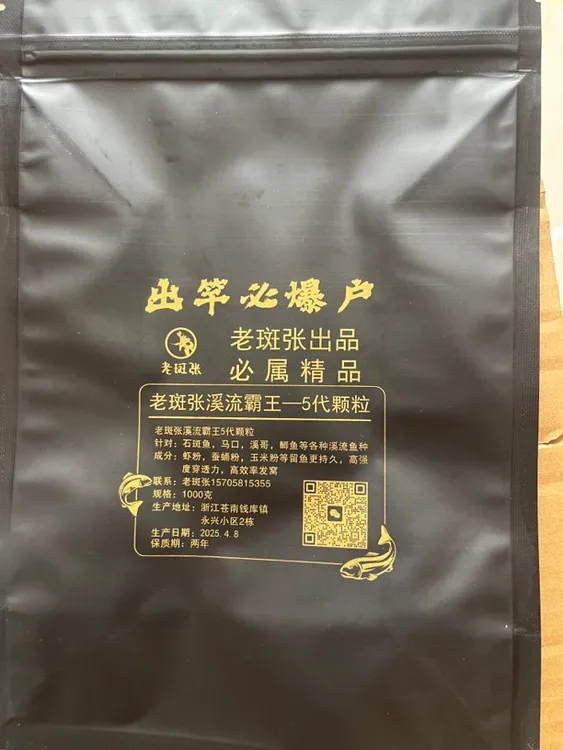 出竿必爆户
老斑张
老斑张出品
必属精品
老斑张溪流霸王—5代颗粒
老斑张溪流霸王5代颗粒
针对：石斑鱼，马口，溪哥，鲫鱼等各种溪流鱼种
成分：虾粉，蚕蛹粉，玉米粉等留鱼更持久，高强
度穿透力，高效率发窝
联系：老斑张15705815355
规格：1000克
生产地址：浙江苍南钱库镇
永兴小区2栋
生产日期：2025.4.8
保质期：两年